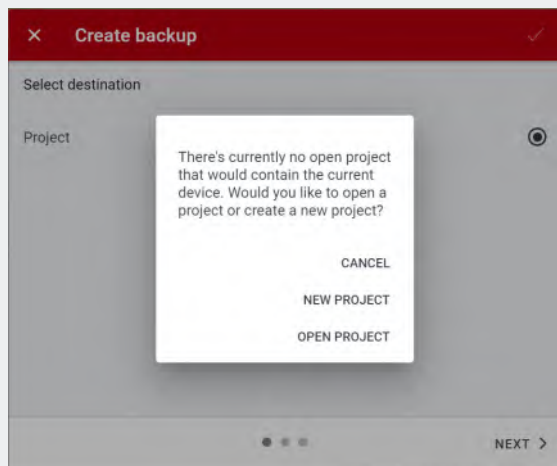 Create backup
Select destination
Project
There's currently no open project
that would contain the current
device. Would you like to open a
project or create a new project?
CANCEL
NEW PROJECT
OPEN PROJECT
NEXT